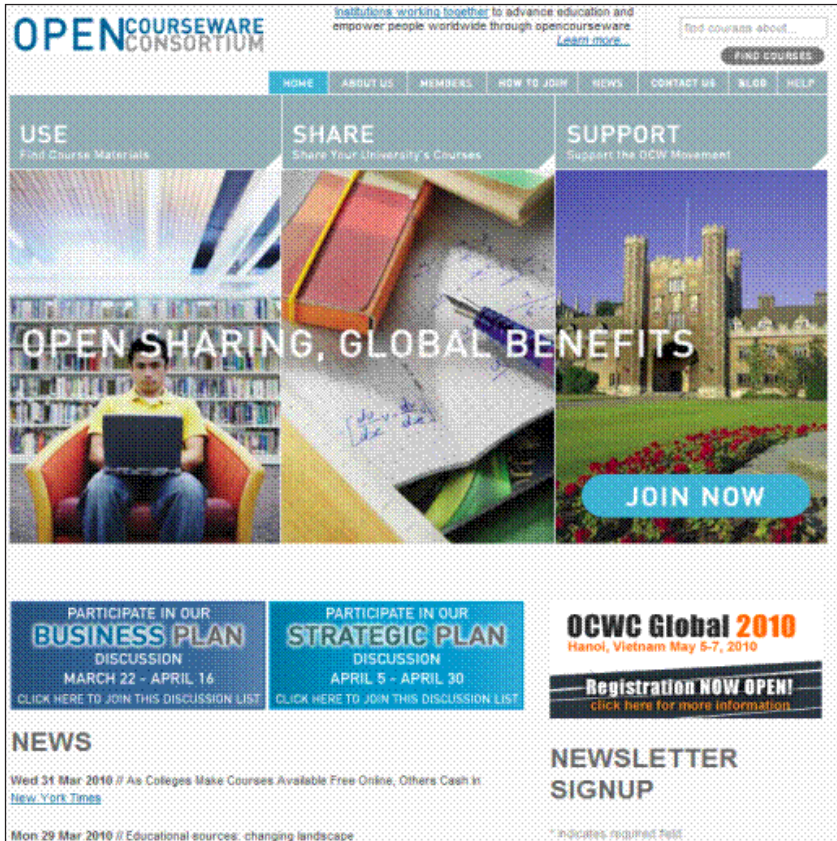 OPENCOURSEWARE
CONSORTIUM
Institutions working together to advance education and
empower people worldwide through opencourseware.
Learn more...
find courses about...
FIND COURSES
HOME ABOUT US MEMBERS HOW TO JOIN NEWS CONTACT US BLOG HELP
USE
Find Course Materials
SHARE
Share Your University's Courses
SUPPORT
Support the OCW Movement
OPEN SHARING, GLOBAL BENEFITS
JOIN NOW
PARTICIPATE IN OUR
BUSINESS PLAN
DISCUSSION
MARCH 22 - APRIL 16
CLICK HERE TO JOIN THIS DISCUSSION LIST
PARTICIPATE IN OUR
STRATEGIC PLAN
DISCUSSION
APRIL 5 - APRIL 30
CLICK HERE TO JOIN THIS DISCUSSION LIST
OCWC Global 2010
Hanoi, Vietnam May 5-7, 2010
Registration NOW OPEN!
click here for more information
NEWS
Wed 31 Mar 2010 // As Colleges Make Courses Available Free Online, Others Cash in
New York Times
Mon 29 Mar 2010 // Educational sources: changing landscape
NEWSLETTER
SIGNUP
* indicates required field